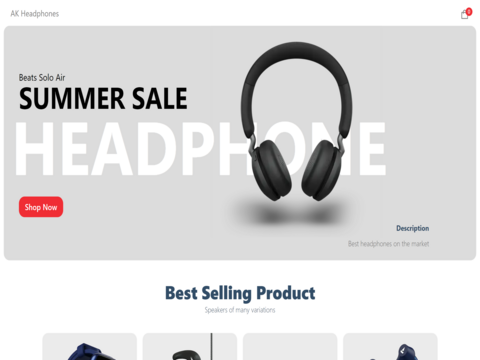 AK Headphones
0
Beats Solo Air
SUMMER SALE
HEADPHONE
Shop Now
Description
Best headphones on the market
Best Selling Product
Speakers of many variations